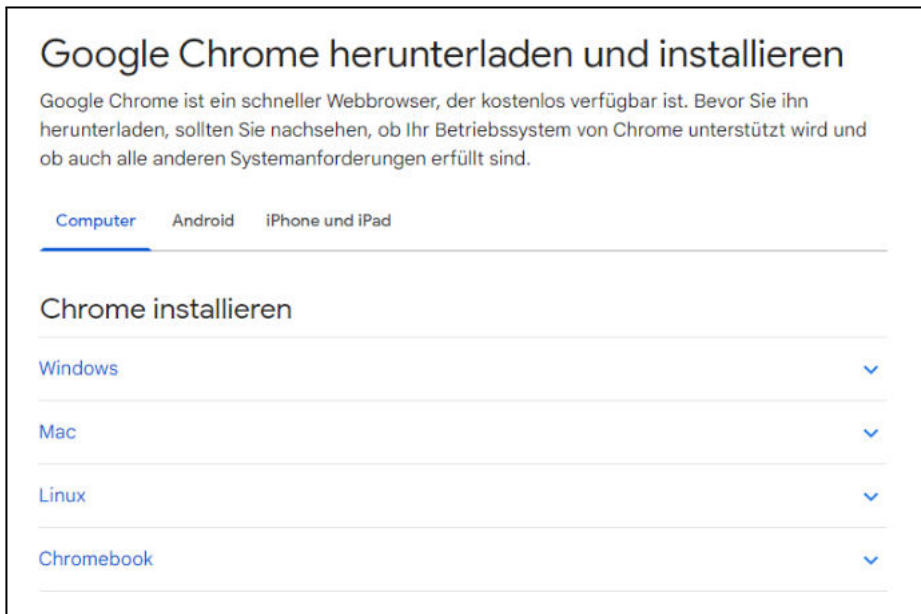 Google Chrome herunterladen und installieren
Google Chrome ist ein schneller Webbrowser, der kostenlos verfügbar ist. Bevor Sie ihn
herunterladen, sollten Sie nachsehen, ob Ihr Betriebssystem von Chrome unterstützt wird und
ob auch alle anderen Systemanforderungen erfüllt sind.
Computer Android iPhone und iPad
Chrome installieren
Windows
Mac
Linux
Chromebook